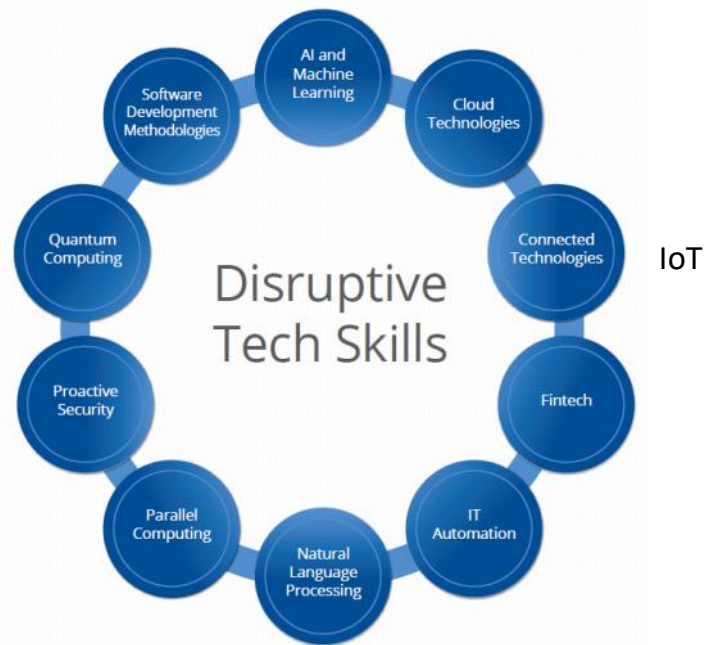 AI and
Machine
Learning
Cloud
Technologies
Connected
Technologies
IoT
Fintech
IT
Automation
Natural
Language
Processing
Parallel
Computing
Proactive
Security
Quantum
Computing
Software
Development
Methodologies
Disruptive
Tech Skills